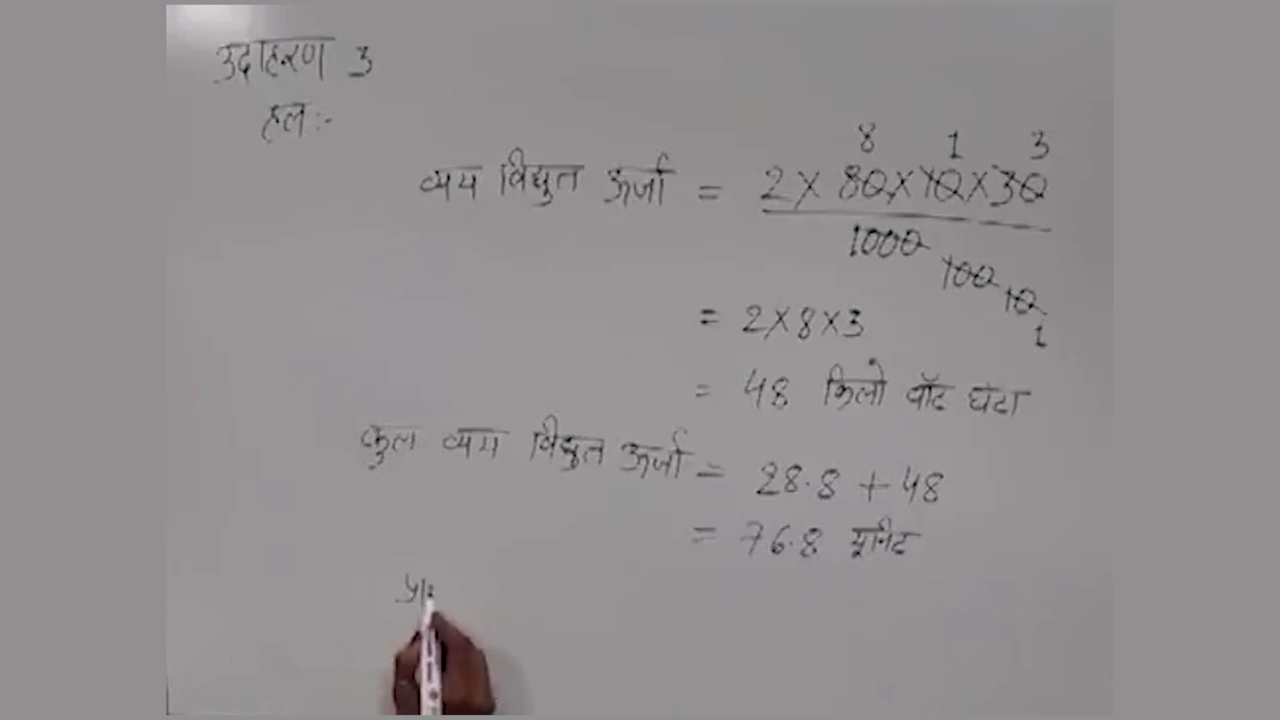 उदाहरण 3
हल :-
8 1 3
व्यय विद्युत ऊर्जा = 2 X 80 X 10 X 30
1000 100 10 1
= 2 X 8 X 3
= 48 किलो वॉट घंटा
कुल व्यय विद्युत ऊर्जा = 28.8 + 48
= 76.8 यूनिट